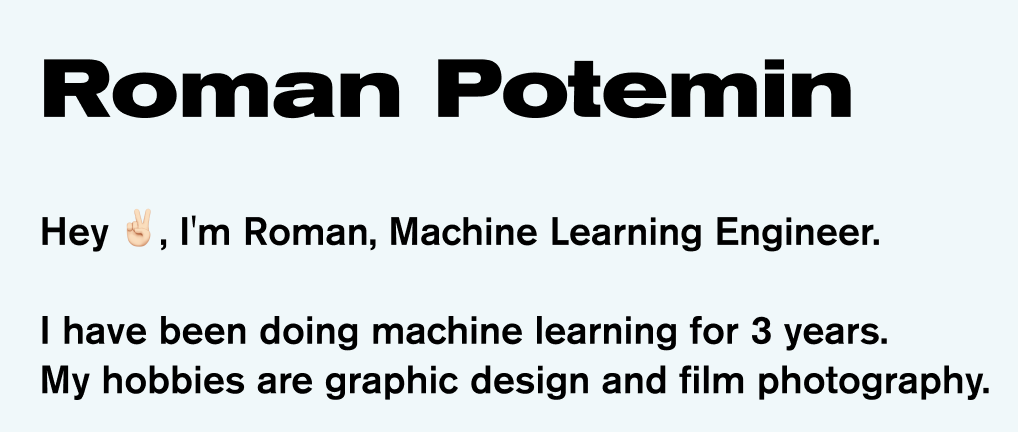 Roman Potemin
Hey ✌🏻, I'm Roman, Machine Learning Engineer.
I have been doing machine learning for 3 years.
My hobbies are graphic design and film photography.